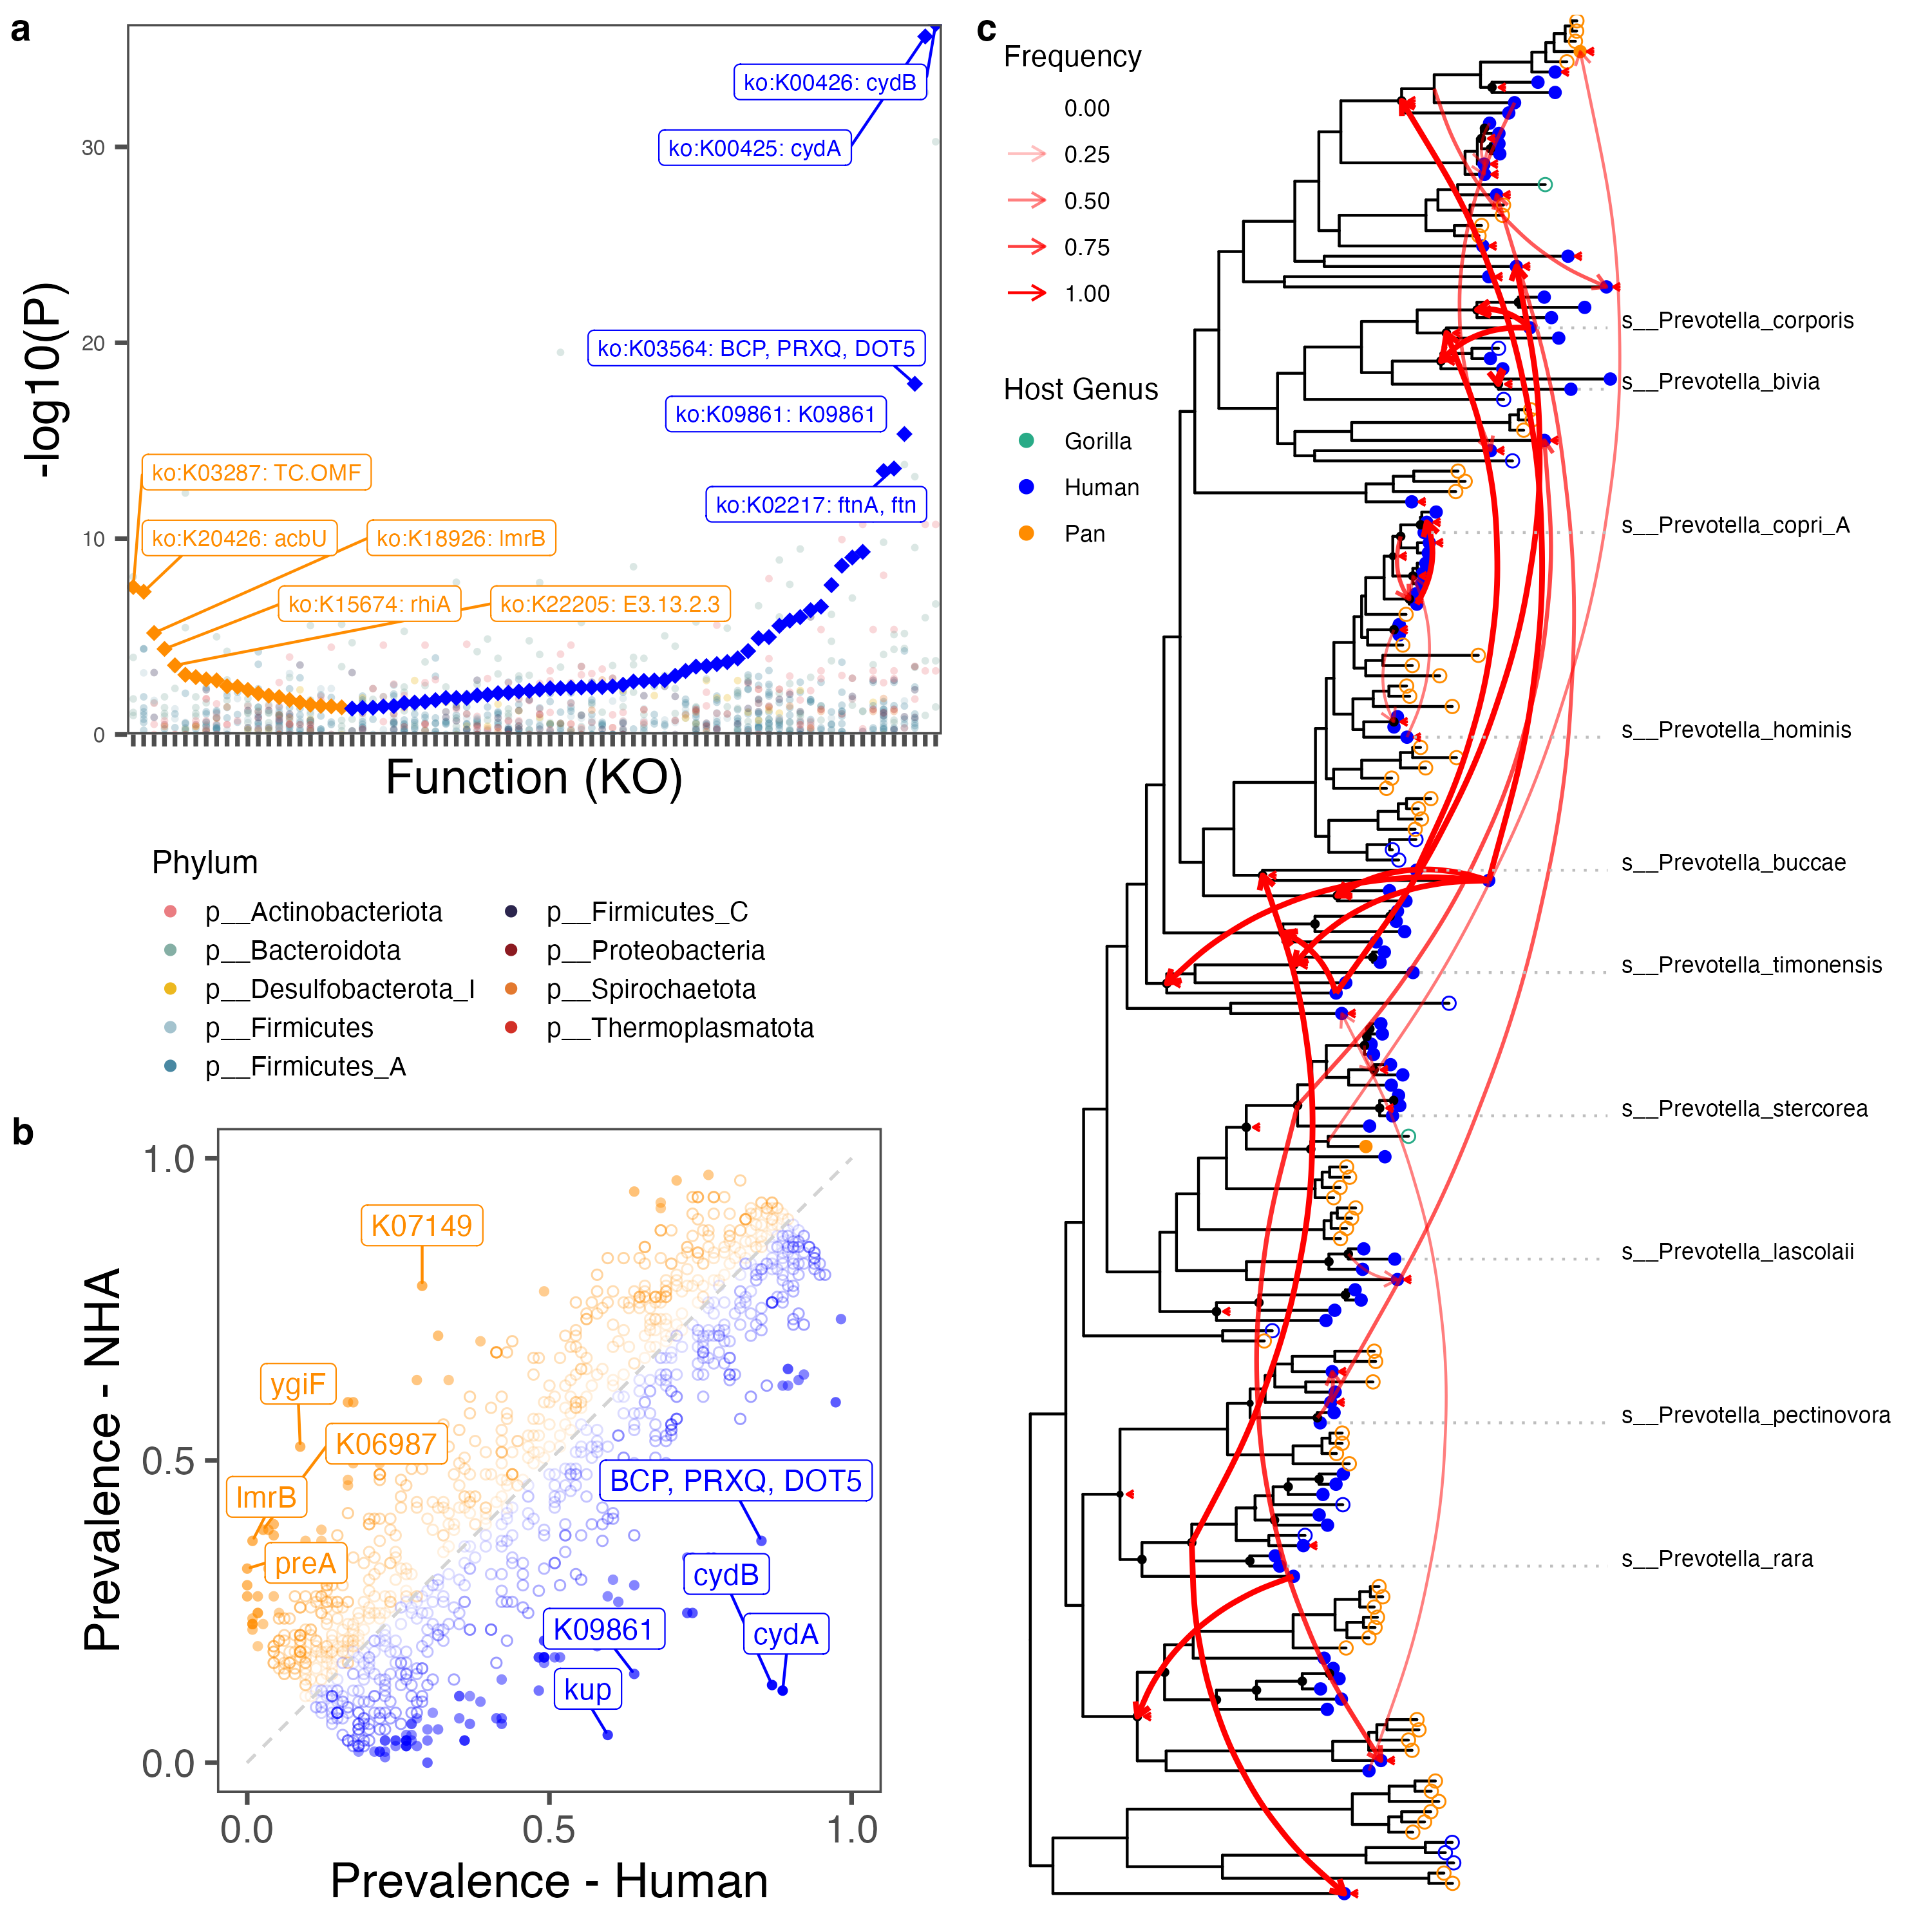 a
-log10(P)
30
20
10
0
ko:K00426: cydB
ko:K00425: cydA
ko:K03564: BCP, PRXQ, DOT5
ko:K09861: K09861
ko:K02217: ftnA, ftn
ko:K03287: TC.OMF
ko:K20426: acbU
ko:K18926: lmrB
ko:K15674: rhiA
ko:K22205: E3.13.2.3
Function (KO)
Phylum
p__Actinobacteriota
p__Bacteroidota
p__Desulfobacterota_I
p__Firmicutes
p__Firmicutes_A
p__Firmicutes_C
p__Proteobacteria
p__Spirochaetota
p__Thermoplasmatota
b
Prevalence - NHA
1.0
0.5
0.0
K07149
ygiF
K06987
lmrB
preA
BCP, PRXQ, DOT5
cydB
cydA
K09861
kup
0.0
0.5
1.0
Prevalence - Human
c
Frequency
0.00
0.25
0.50
0.75
1.00
Host Genus
Gorilla
Human
Pan
s__Prevotella_corporis
s__Prevotella_bivia
s__Prevotella_copri_A
s__Prevotella_hominis
s__Prevotella_buccae
s__Prevotella_timonensis
s__Prevotella_stercorea
s__Prevotella_lascolaii
s__Prevotella_pectinovora
s__Prevotella_rara